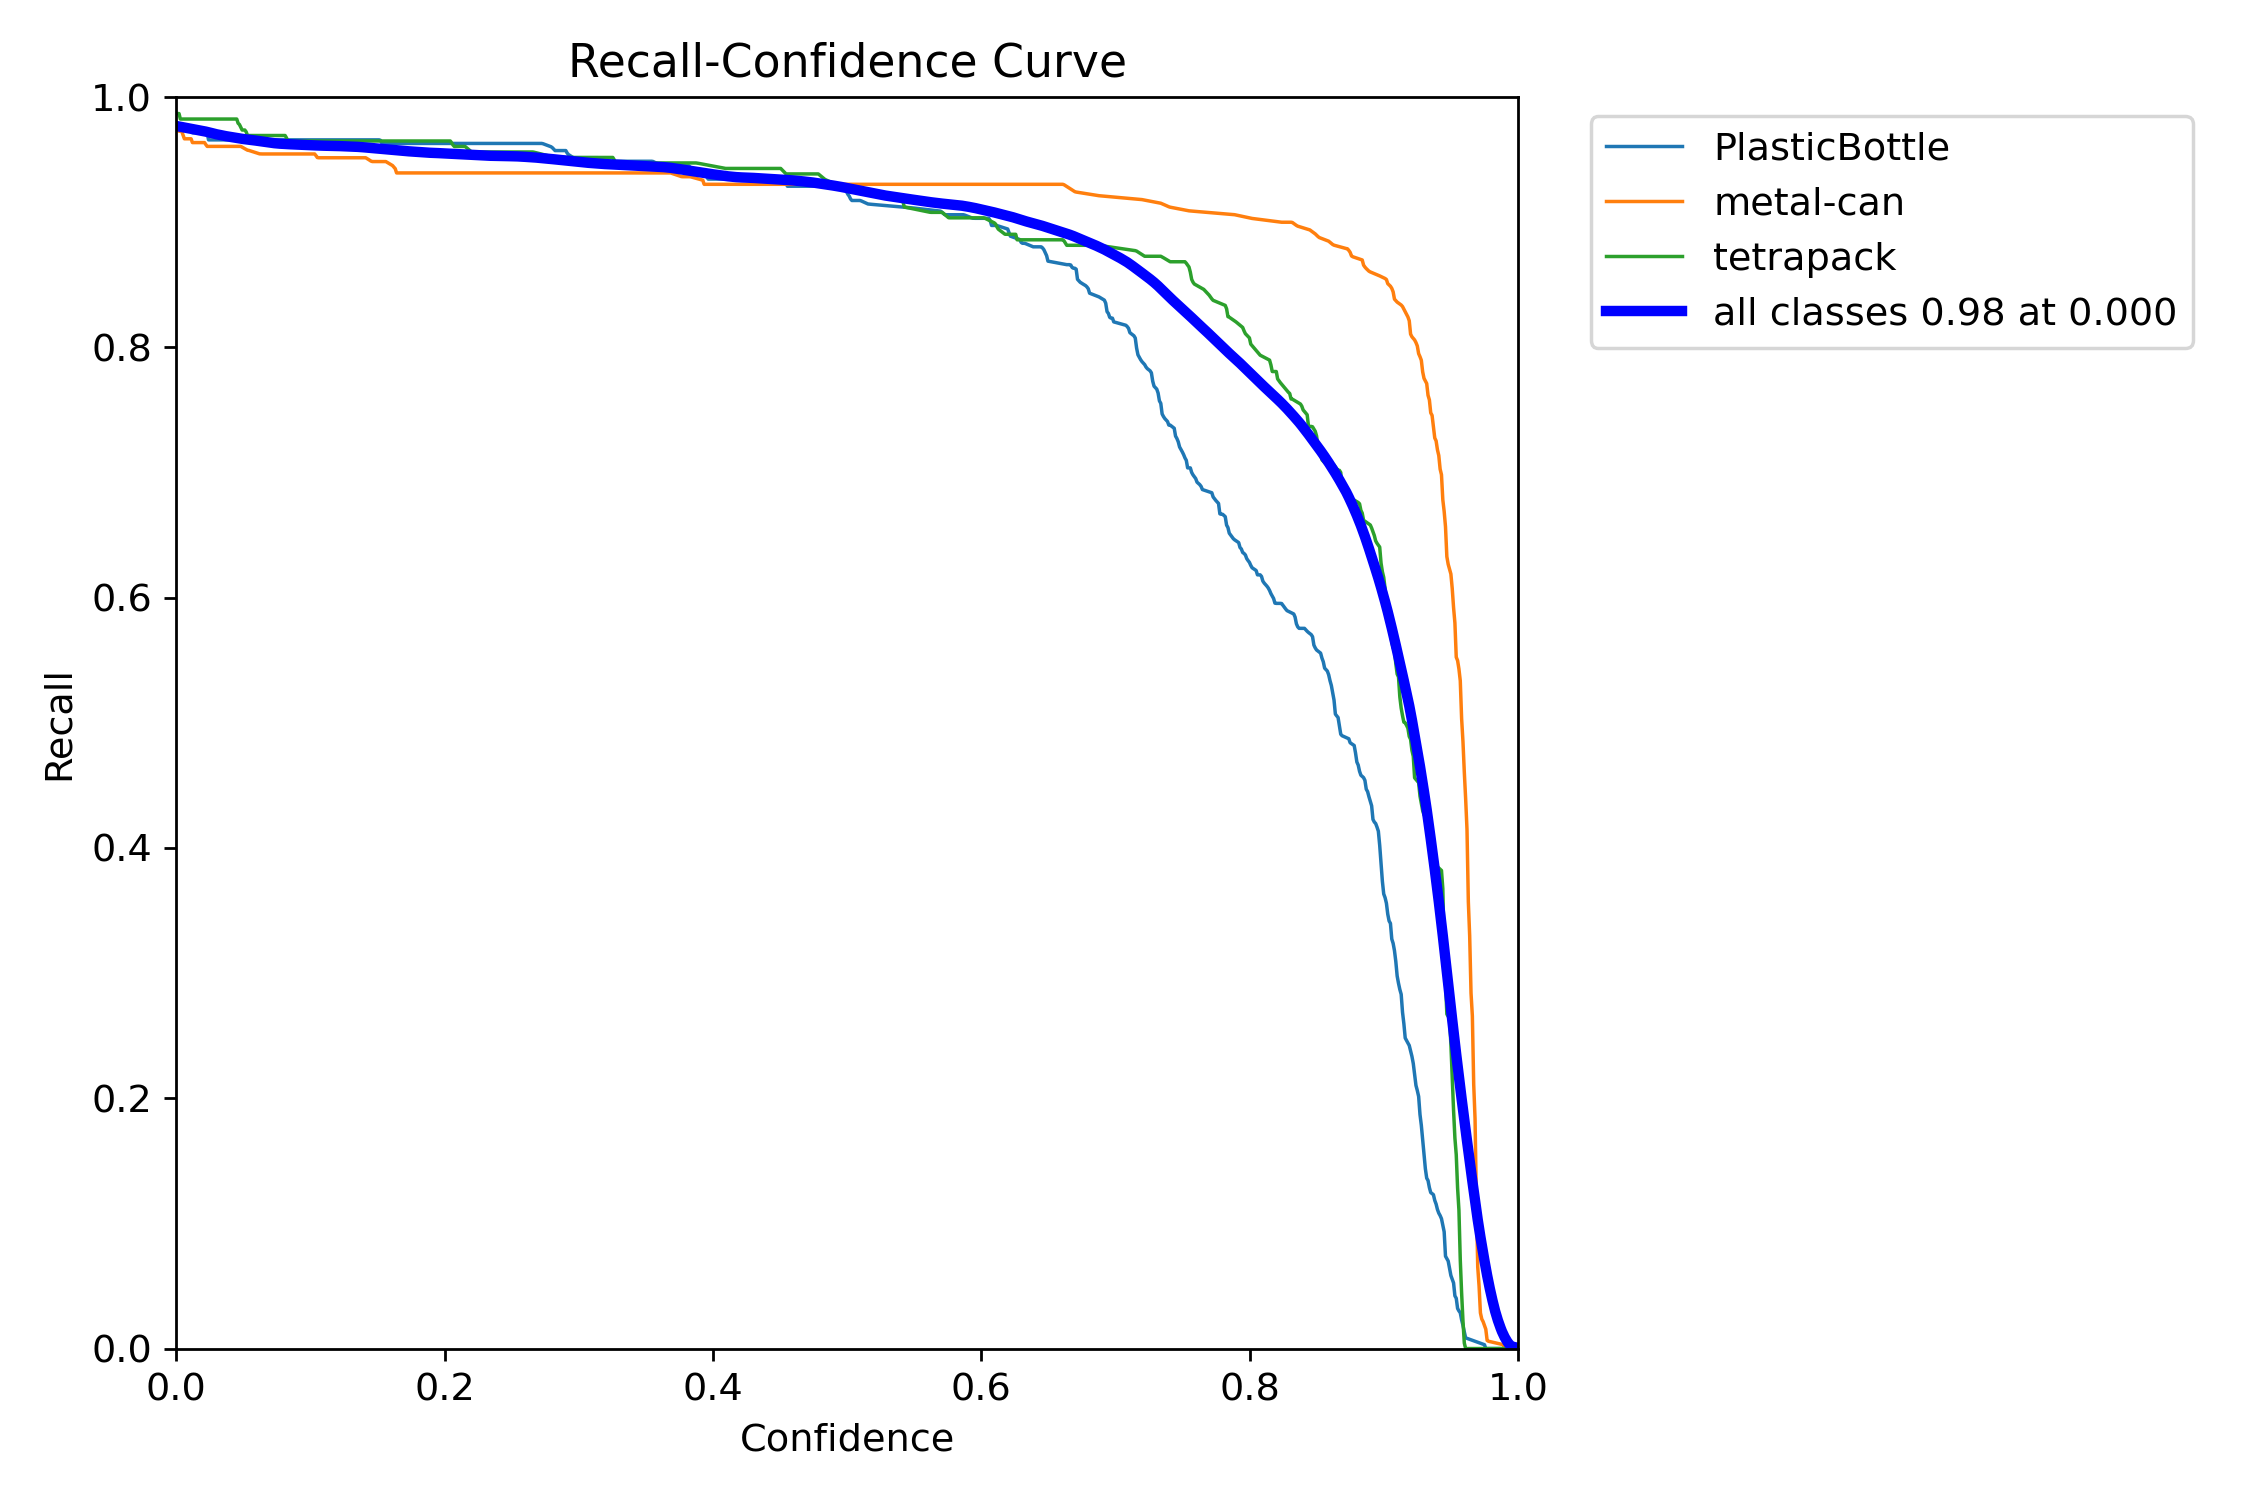 Recall-Confidence Curve
1.0
0.8
0.6
0.4
0.2
0.0
Recall
0.0 0.2 0.4 0.6 0.8 1.0
Confidence
PlasticBottle
metal-can
tetrapack
all classes 0.98 at 0.000